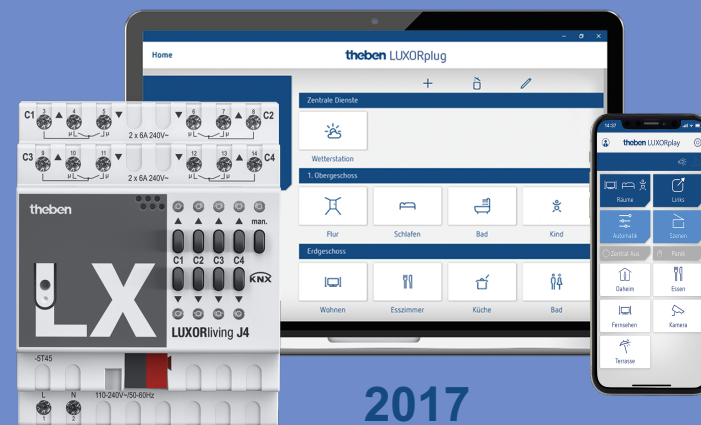 Home
theben LUXORplug
Zentrale Dienste
Wetterstation
1. Obergeschoss
Flur
Schlafen
Bad
Kind
Erdgeschoss
Wohnen
Esszimmer
Küche
Bad
C1
3
4
5
6
7
8
C2
μ
μ
μ
μ
2 x 6A 240V~
C3
9
10
11
12
13
14
C4
μ
μ
μ
μ
2 x 6A 240V~
theben
man.
C1 C2 C3 C4
KNX
LX
LUXORliving J4
-5T45
L
N
110-240V~/50-60Hz
1
2
14:37
theben LUXORplay
Räume
Links
Automatik
Szenen
Zentral Aus
Panik
Daheim
Essen
Fernsehen
Kamera
Terrasse
2017